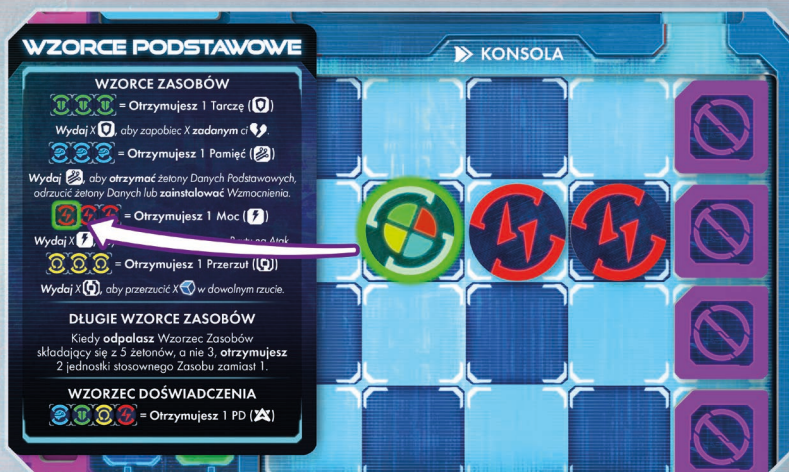 WZORCE PODSTAWOWE
KONSOLA
WZORCE ZASOBÓW
= Otrzymujesz 1 Tarczę ( )
Wydaj X , aby zapobiec X zadanym ci .
= Otrzymujesz 1 Pamięć ( )
Wydaj , aby otrzymać żetony Danych Podstawowych,
odrzucić żetony Danych lub zainstalować Wzmocnienia.
= Otrzymujesz 1 Moc ( )
Wydaj X , na Atak
= Otrzymujesz 1 Przerzut ( )
Wydaj X , aby przerzucić X w dowolnym rzucie.
DŁUGIE WZORCE ZASOBÓW
Kiedy odpalasz Wzorzec Zasobów
składający się z 5 żetonów, a nie 3, otrzymujesz
2 jednostki stosownego Zasobu zamiast 1.
WZORZEC DOŚWIADCZENIA
= Otrzymujesz 1 PD ( )